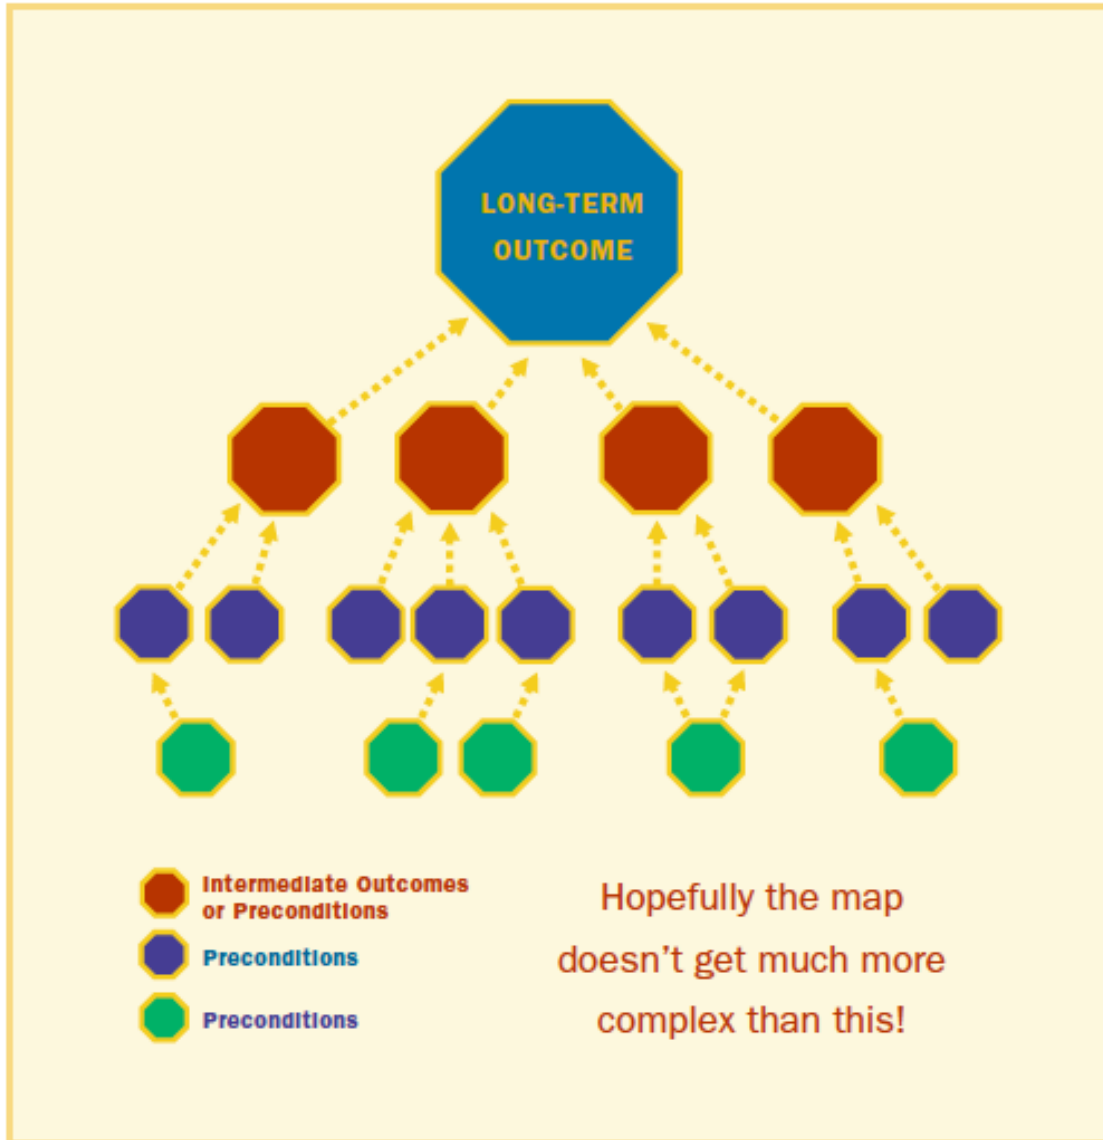 LONG-TERM
OUTCOME
Intermediate Outcomes
or Preconditions
Preconditions
Preconditions
Hopefully the map
doesn't get much more
complex than this!